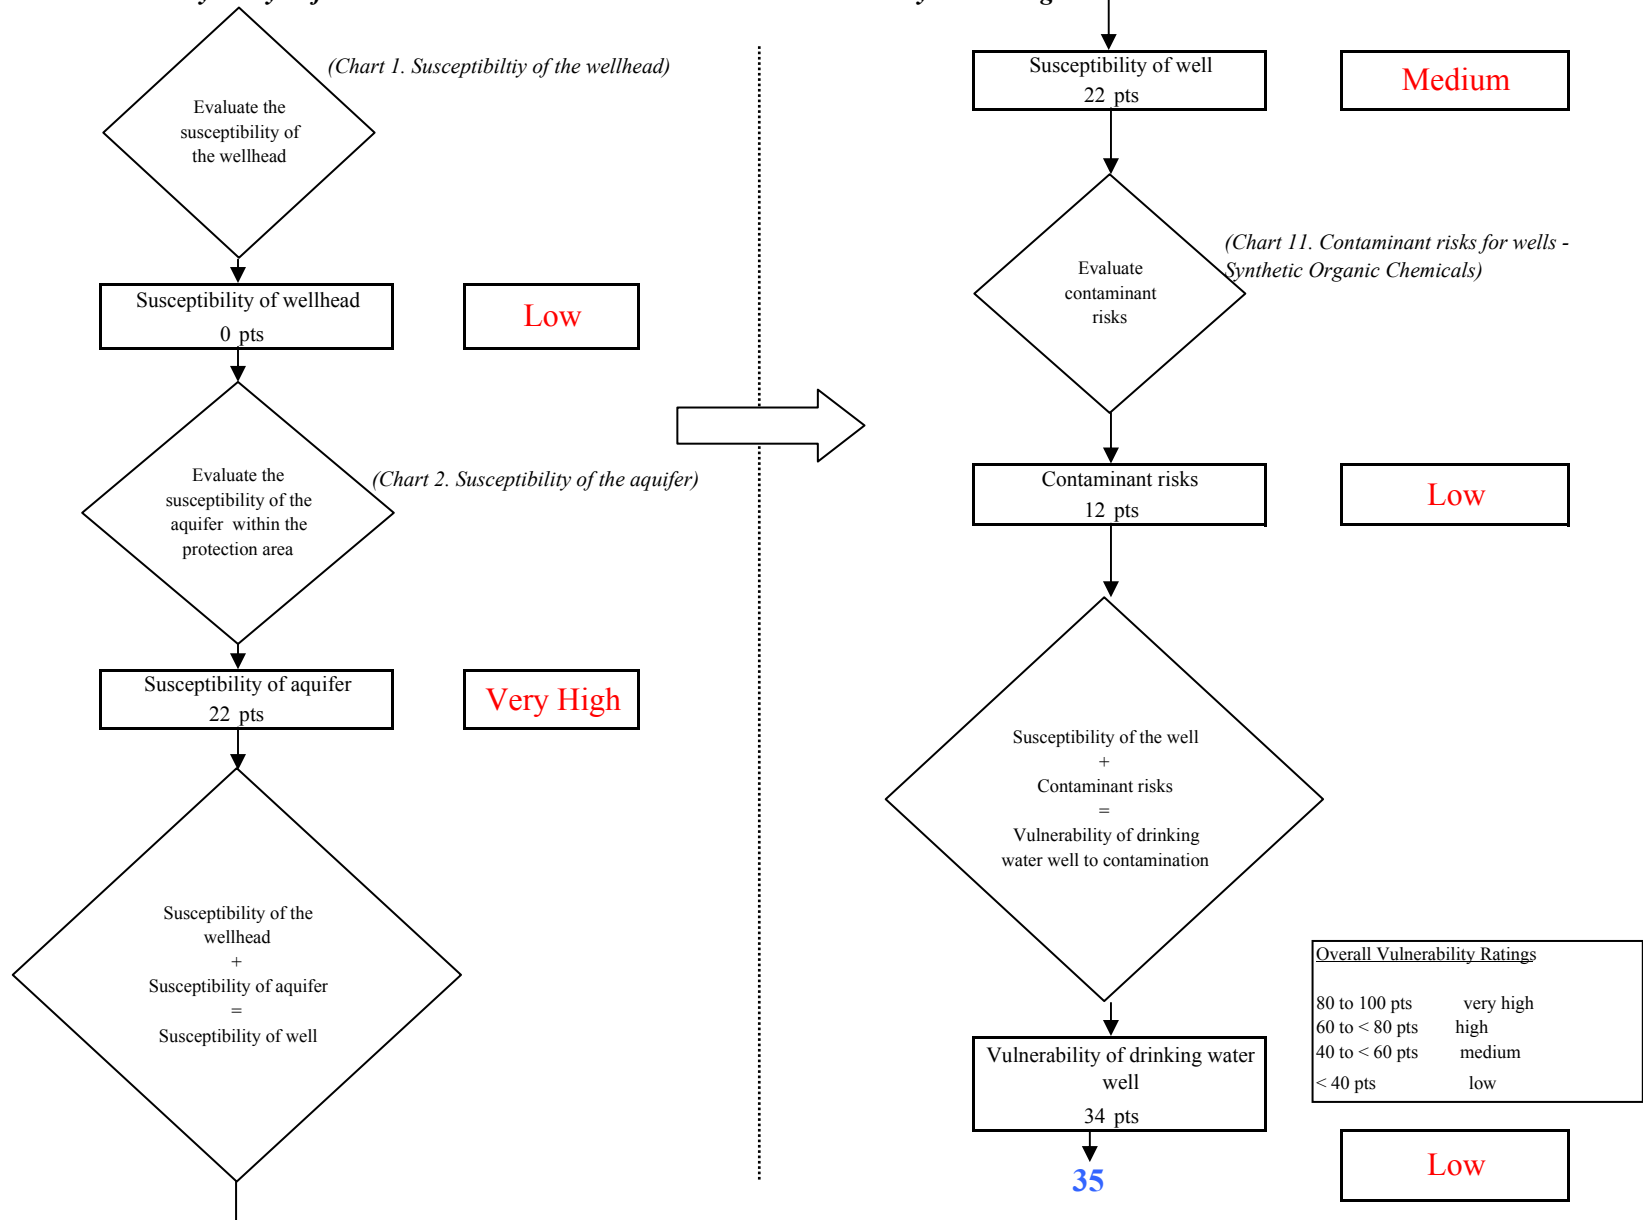 (Chart 1. Susceptibiltiy of the wellhead)
Evaluate the
susceptibility of
the wellhead
Susceptibility of wellhead
0 pts
Low
(Chart 2. Susceptibility of the aquifer)
Evaluate the
susceptibility of the
aquifer within the
protection area
Susceptibility of aquifer
22 pts
Very High
Susceptibility of the
wellhead
+
Susceptibility of aquifer
=
Susceptibility of well
Susceptibility of well
22 pts
Medium
(Chart 11. Contaminant risks for wells -
Synthetic Organic Chemicals)
Evaluate
contaminant
risks
Contaminant risks
12 pts
Low
Susceptibility of the well
+
Contaminant risks
=
Vulnerability of drinking
water well to contamination
Overall Vulnerability Ratings
80 to 100 pts very high
60 to < 80 pts high
40 to < 60 pts medium
< 40 pts low
Vulnerability of drinking water
well
34 pts
35
Low